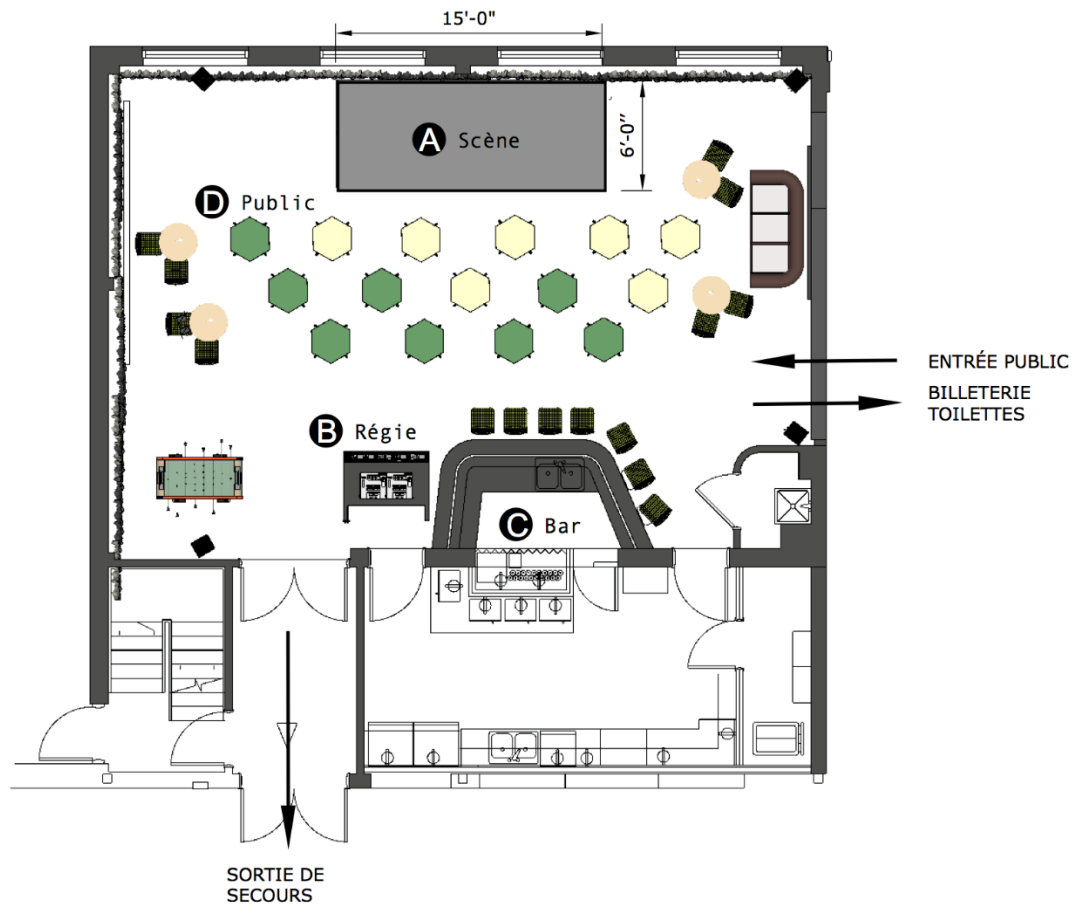 15'-0"
A Scène
6'-0"
D Public
ENTRÉE PUBLIC
BILLETERIE
TOILETTES
B Régie
C Bar
SORTIE DE
SECOURS